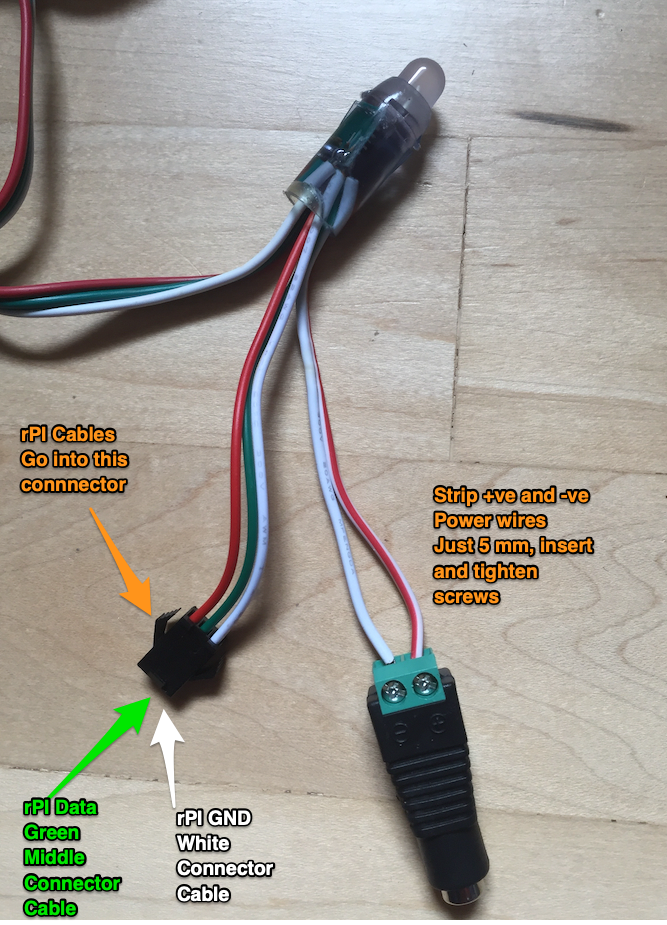 rPI Cables
Go into this
connnector
Strip +ve and -ve
Power wires
Just 5 mm, insert
and tighten
screws
rPI Data
Green
Middle
Connector
Cable
rPI GND
White
Connector
Cable